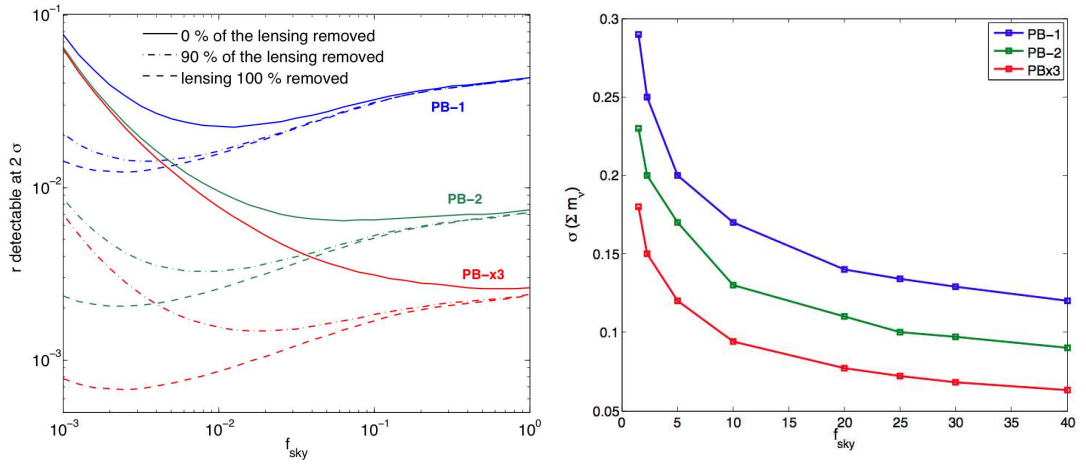 10⁻¹
0 % of the lensing removed
90 % of the lensing removed
lensing 100 % removed
PB-1
10⁻²
PB-2
PB-x3
10⁻³
r detectable at 2 σ
10⁻³ 10⁻² 10⁻¹ 10⁰
f_sky
0.3
0.25
0.2
0.15
0.1
0.05
σ (Σ m_ν)
PB-1
PB-2
PBx3
0 5 10 15 20 25 30 35 40
f_sky